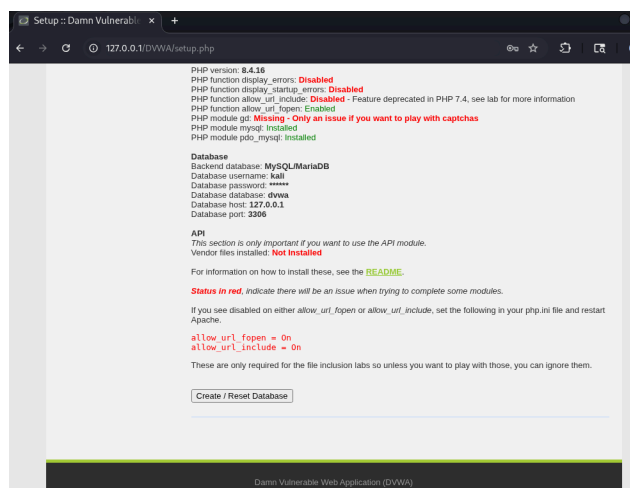 Setup :: Damn Vulnerable
127.0.0.1/DVWA/setup.php
PHP version: 8.4.16
PHP function display_errors: Disabled
PHP function display_startup_errors: Disabled
PHP function allow_url_include: Disabled - Feature deprecated in PHP 7.4, see lab for more information
PHP function allow_url_fopen: Enabled
PHP module gd: Missing - Only an issue if you want to play with captchas
PHP module mysql: Installed
PHP module pdo_mysql: Installed
Database
Backend database: MySQL/MariaDB
Database username: kali
Database password: ******
Database database: dvwa
Database host: 127.0.0.1
Database port: 3306
API
This section is only important if you want to use the API module.
Vendor files installed: Not Installed
For information on how to install these, see the README.
Status in red, indicate there will be an issue when trying to complete some modules.
If you see disabled on either allow_url_fopen or allow_url_include, set the following in your php.ini file and restart
Apache.
allow_url_fopen = On
allow_url_include = On
These are only required for the file inclusion labs so unless you want to play with those, you can ignore them.
Create / Reset Database
Damn Vulnerable Web Application (DVWA)